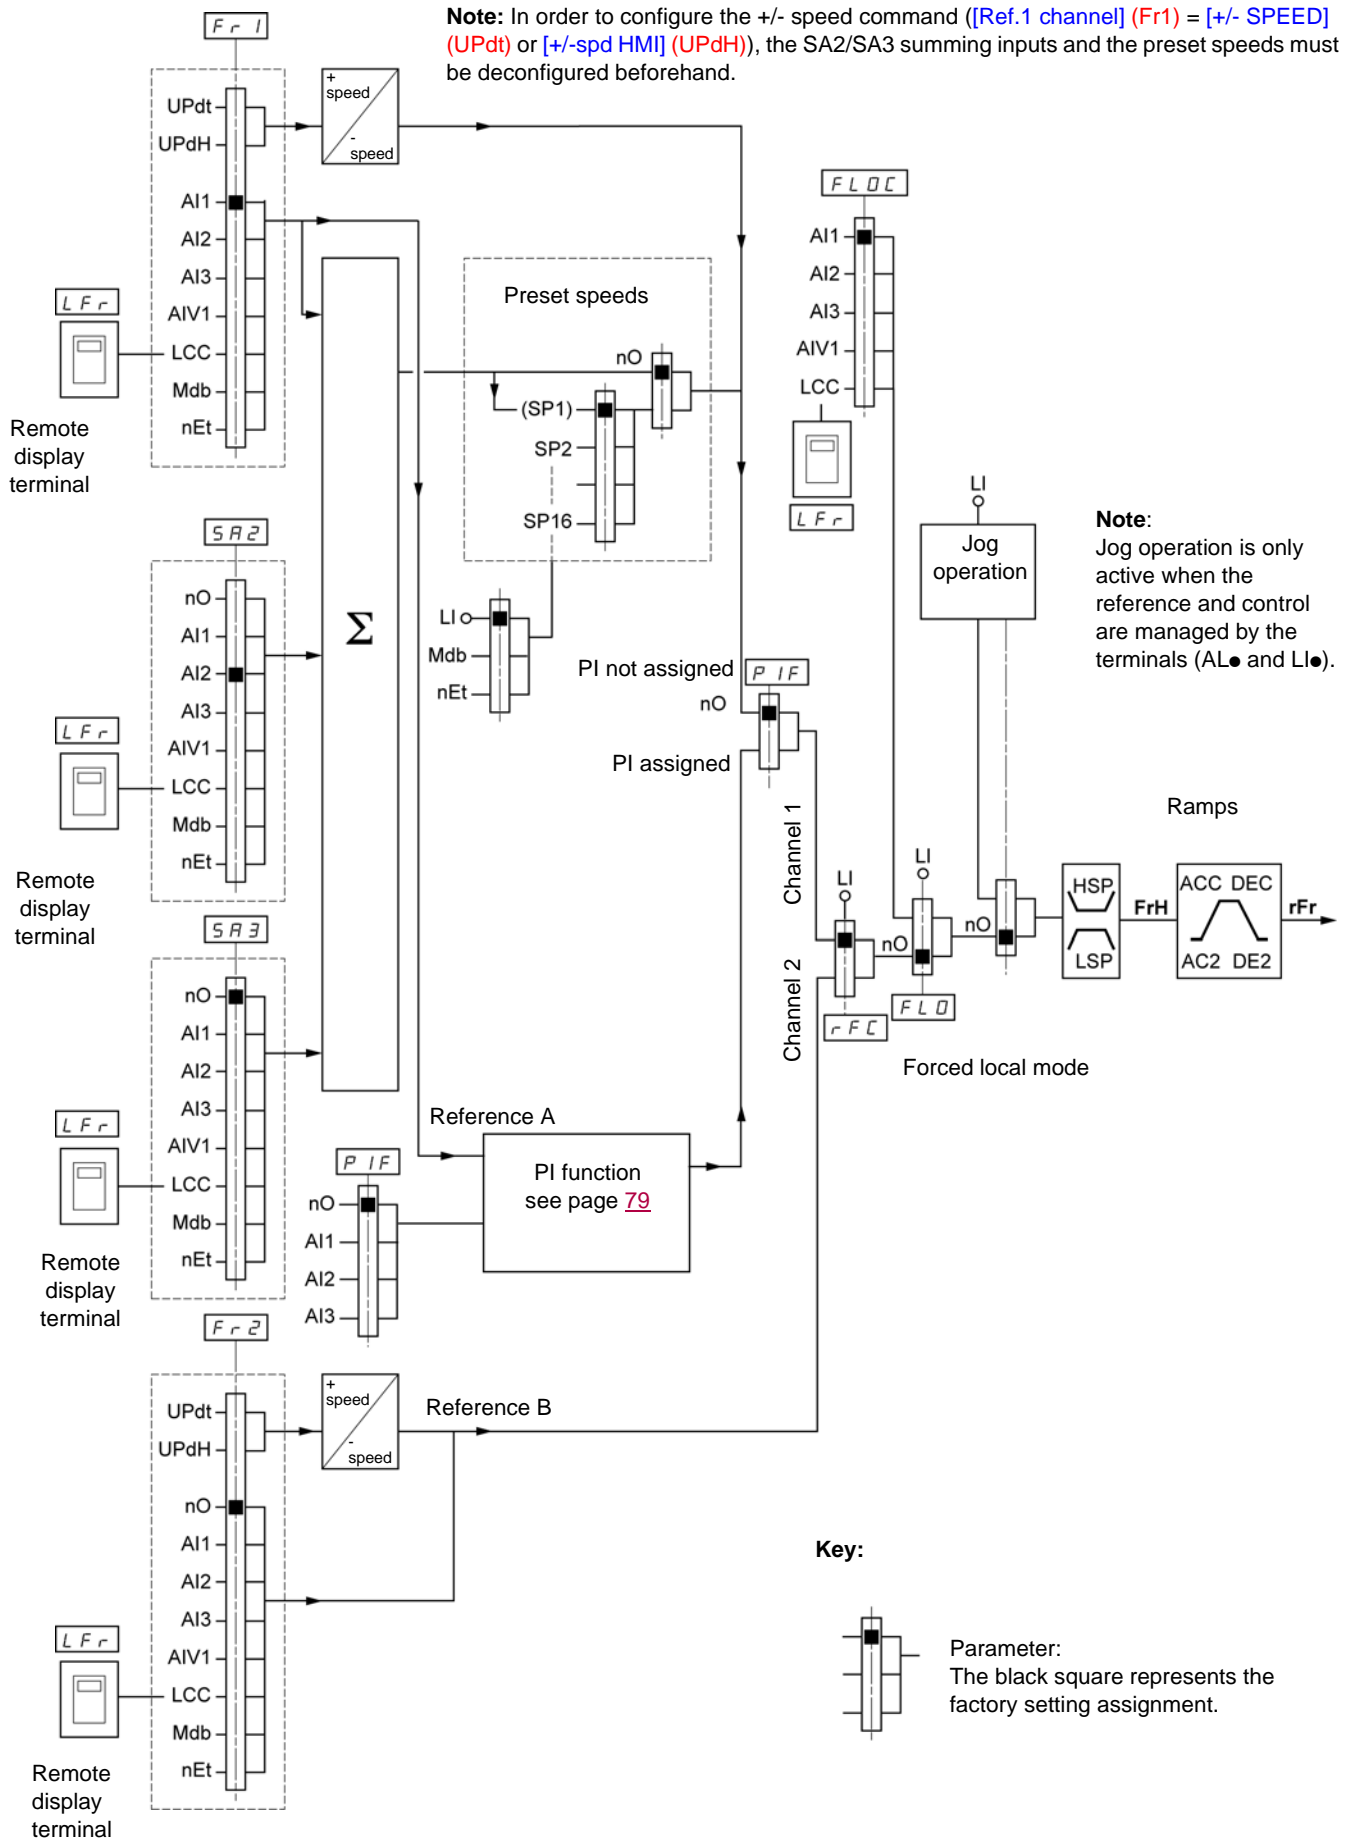 Note: In order to configure the +/- speed command ([Ref.1 channel] (Fr1) = [+/- SPEED]
(UPdt) or [+/-spd HMI] (UPdH)), the SA2/SA3 summing inputs and the preset speeds must
be deconfigured beforehand.
Fr1
UPdt
UPdH
AI1
AI2
AI3
AIV1
LCC
Mdb
nEt
LFr
Remote
display
terminal
+
speed
-
speed
Preset speeds
nO
(SP1)
SP2
SP16
LI
Mdb
nEt
SA2
nO
AI1
AI2
AI3
AIV1
LCC
Mdb
nEt
LFr
Remote
display
terminal
Σ
SA3
nO
AI1
AI2
AI3
AIV1
LCC
Mdb
nEt
LFr
Remote
display
terminal
FLOC
AI1
AI2
AI3
AIV1
LCC
LFr
LI
Jog
operation
Note:
Jog operation is only
active when the
reference and control
are managed by the
terminals (AL● and LI●).
PI not assigned
PIF
nO
PI assigned
Channel 1
Channel 2
LI
rFC
nO
LI
FLO
nO
Forced local mode
Ramps
HSP
LSP
FrH
ACC DEC
AC2 DE2
rFr
Reference A
PIF
nO
AI1
AI2
AI3
PI function
see page 79
Fr2
UPdt
UPdH
nO
AI1
AI2
AI3
AIV1
LCC
Mdb
nEt
LFr
Remote
display
terminal
+
speed
-
speed
Reference B
Key:
Parameter:
The black square represents the
factory setting assignment.